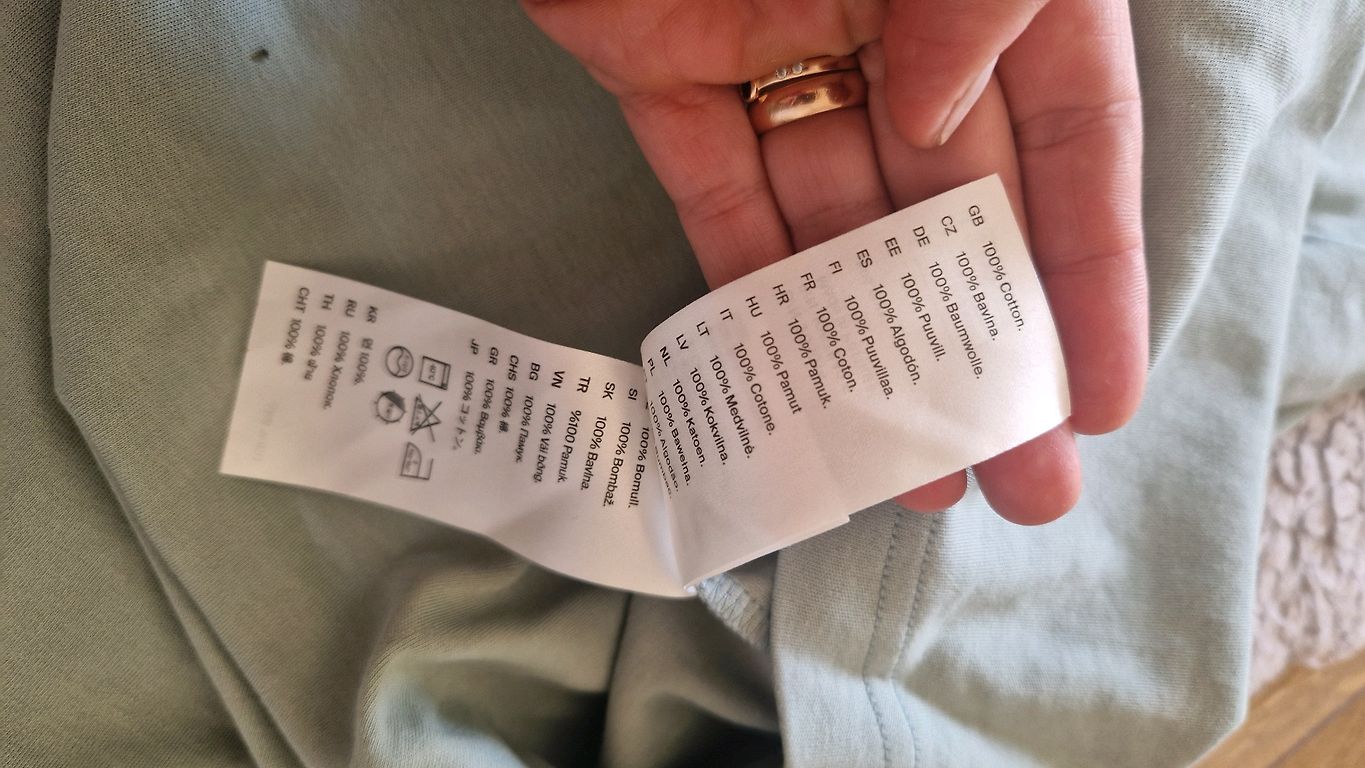 GB 100% Cotton.
CZ 100% Bavlna.
DE 100% Baumwolle.
EE 100% Puuvill.
ES 100% Algodón.
FI 100% Puuvillaa.
FR 100% Coton.
HR 100% Pamuk.
HU 100% Pamut
IT 100% Cotone.
LT 100% Medvilnė.
LV 100% Kokvilna.
NL 100% Katoen.
PL 100% Bawełna.
100% Algodão.
100% Bomull.
SI 100% Bombaž.
SK 100% Bavlna.
TR %100 Pamuk.
VN 100% Vải bông.
BG 100% Памук.
CHS 100% 棉.
GR 100% Βαμβάκι.
JP 100% コットン.
KR 면 100%.
RU 100% Хлопок.
TH 100% ฝ้าย
CHT 100% 棉.